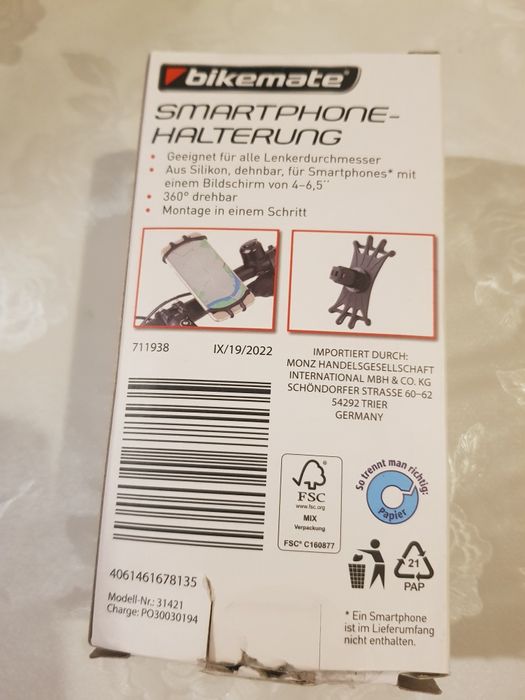 bikemate®
SMARTPHONE-
HALTERUNG
• Geeignet für alle Lenkerdurchmesser
• Aus Silikon, dehnbar, für Smartphones* mit
einem Bildschirm von 4–6,5''
• 360° drehbar
• Montage in einem Schritt
711938 IX/19/2022
IMPORTIERT DURCH:
MONZ HANDELSGESELLSCHAFT
INTERNATIONAL MBH & CO. KG
SCHÖNDORFER STRASSE 60–62
54292 TRIER
GERMANY
FSC
www.fsc.org
MIX
Verpackung
FSC® C160877
So trennt man richtig:
Papier
21
PAP
4061461678135
Modell-Nr.: 31421
Charge: PO30030194
* Ein Smartphone
ist im Lieferumfang
nicht enthalten.